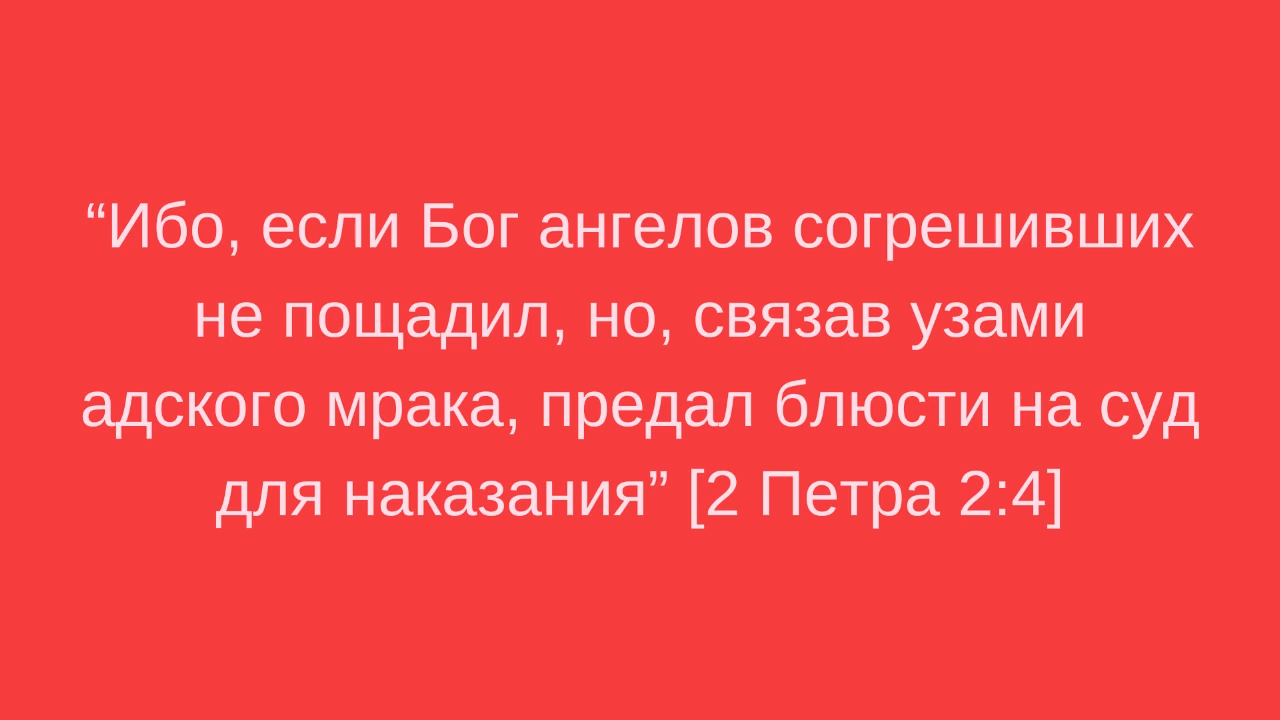 “Ибо, если Бог ангелов согрешивших
не пощадил, но, связав узами
адского мрака, предал блюсти на суд
для наказания” [2 Петра 2:4]